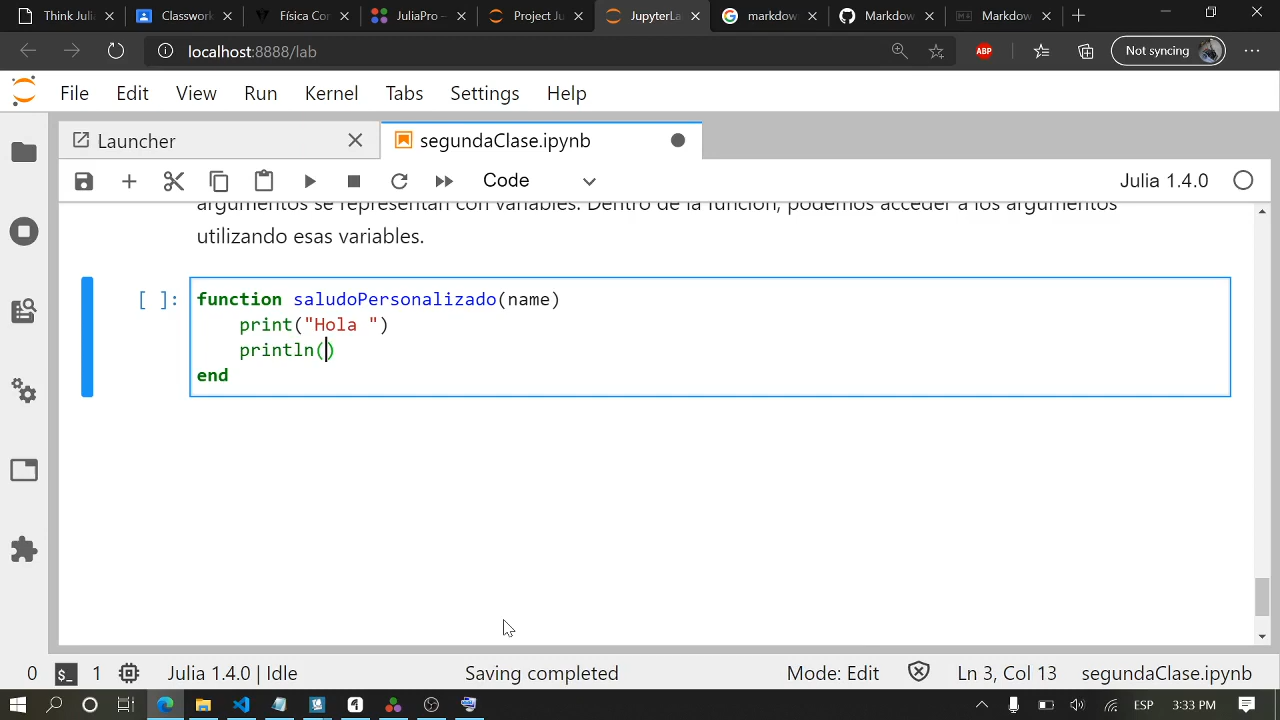 Think Julia
Classwork
Física Con
JuliaPro –
Project Ju
JupyterLa
markdow
Markdow
Markdow
localhost:8888/lab
ABP
Not syncing
File Edit View Run Kernel Tabs Settings Help
Launcher
segundaClase.ipynb
Code
Julia 1.4.0
argumentos se representan con variables. Dentro de la función, podemos acceder a los argumentos
utilizando esas variables.
[ ]:
function saludoPersonalizado(name)
print("Hola ")
println()
end
0 $_ 1 Julia 1.4.0 | Idle Saving completed Mode: Edit Ln 3, Col 13 segundaClase.ipynb
ESP 3:33 PM